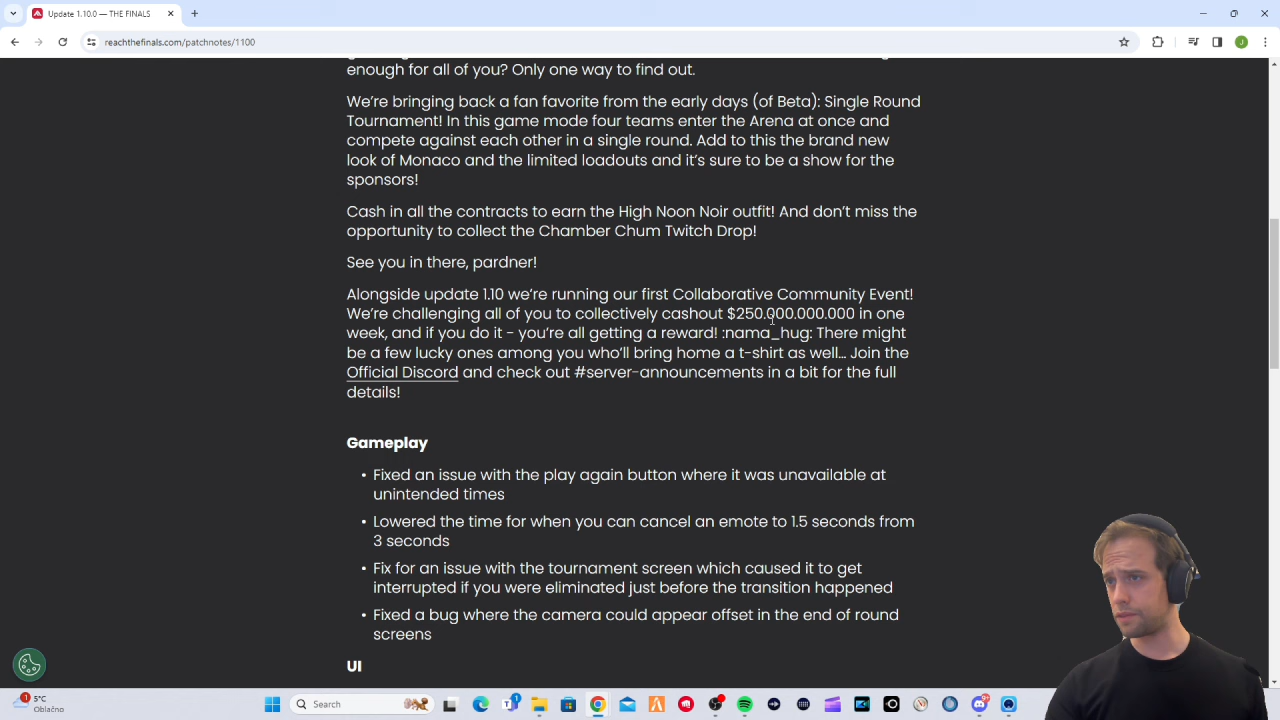 Update 1.10.0 — THE FINALS
reachthefinals.com/patchnotes/1100
J
enough for all of you? Only one way to find out.
We’re bringing back a fan favorite from the early days (of Beta): Single Round
Tournament! In this game mode four teams enter the Arena at once and
compete against each other in a single round. Add to this the brand new
look of Monaco and the limited loadouts and it’s sure to be a show for the
sponsors!
Cash in all the contracts to earn the High Noon Noir outfit! And don’t miss the
opportunity to collect the Chamber Chum Twitch Drop!
See you in there, pardner!
Alongside update 1.10 we’re running our first Collaborative Community Event!
We’re challenging all of you to collectively cashout $250.000.000.000 in one
week, and if you do it - you’re all getting a reward! :nama_hug: There might
be a few lucky ones among you who’ll bring home a t-shirt as well… Join the
Official Discord and check out #server-announcements in a bit for the full
details!
Gameplay
• Fixed an issue with the play again button where it was unavailable at
unintended times
• Lowered the time for when you can cancel an emote to 1.5 seconds from
3 seconds
• Fix for an issue with the tournament screen which caused it to get
interrupted if you were eliminated just before the transition happened
• Fixed a bug where the camera could appear offset in the end of round
screens
UI
1
5°C
Oblačno
Search
1
9+